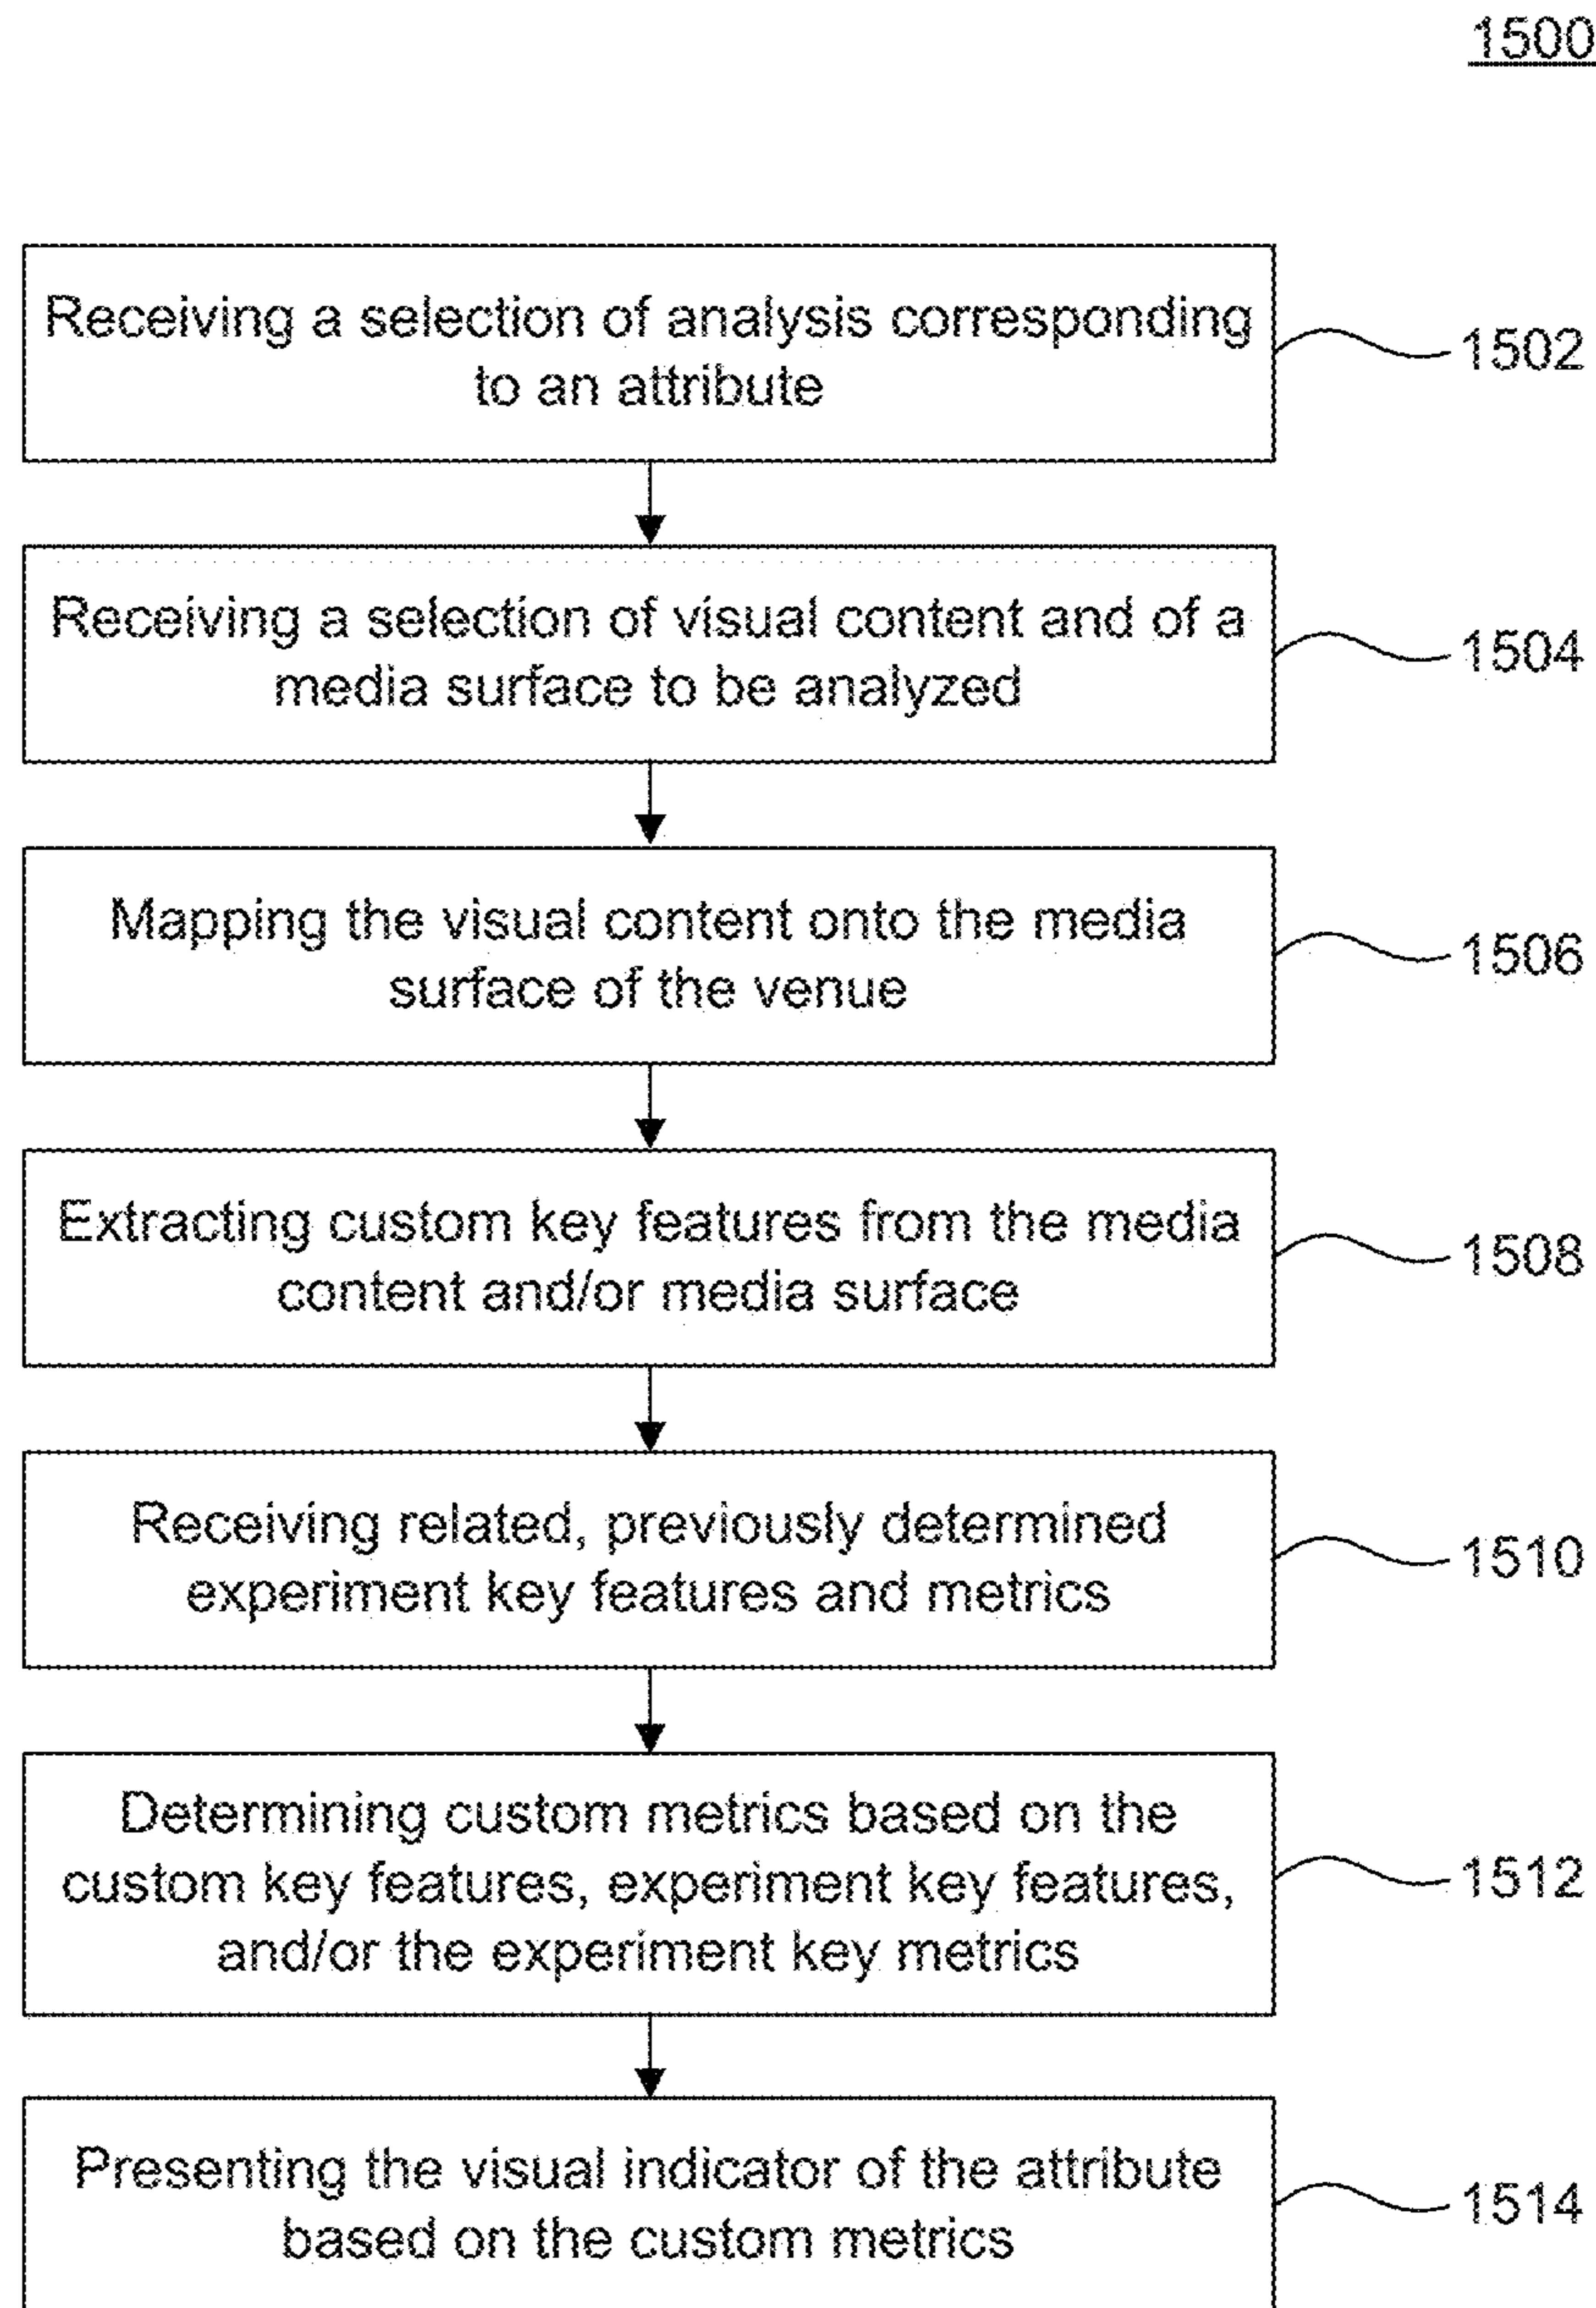 1500
Receiving a selection of analysis corresponding
to an attribute
1502
Receiving a selection of visual content and of a
media surface to be analyzed
1504
Mapping the visual content onto the media
surface of the venue
1506
Extracting custom key features from the media
content and/or media surface
1508
Receiving related, previously determined
experiment key features and metrics
1510
Determining custom metrics based on the
custom key features, experiment key features,
and/or the experiment key metrics
1512
Presenting the visual indicator of the attribute
based on the custom metrics
1514